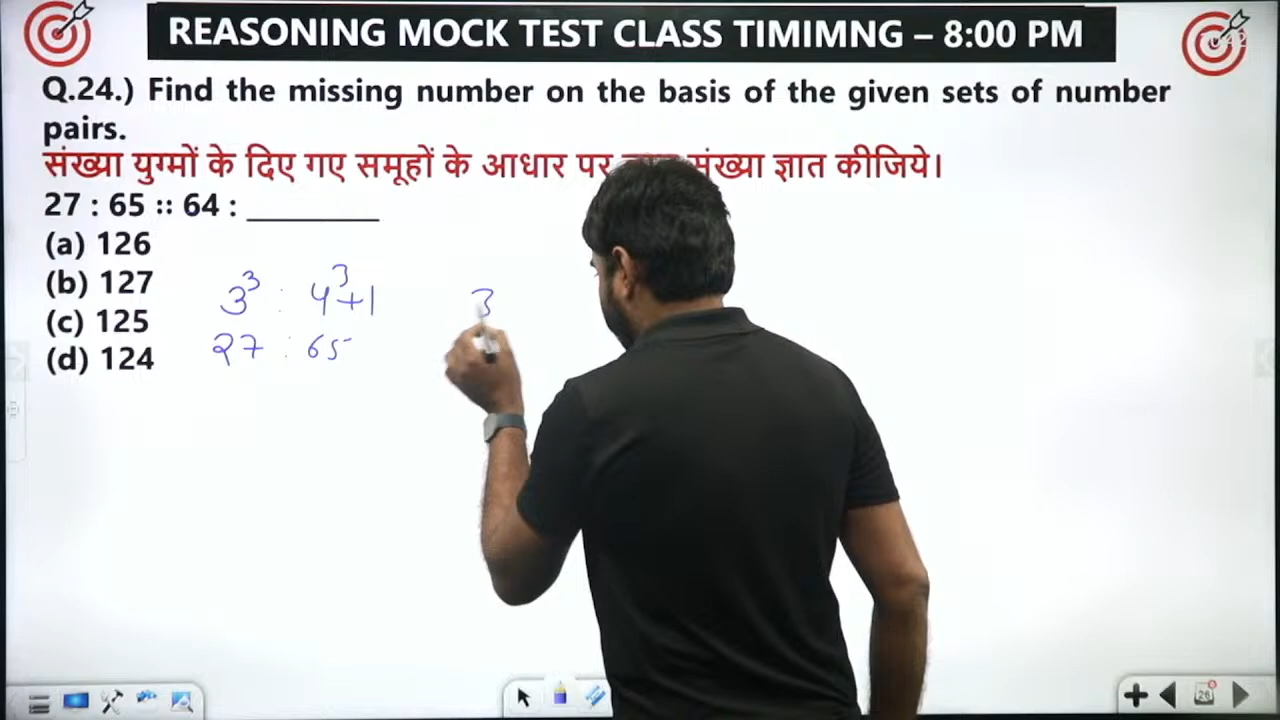 REASONING MOCK TEST CLASS TIMIMNG – 8:00 PM
Q.24.) Find the missing number on the basis of the given sets of number
pairs.
संख्या युग्मों के दिए गए समूहों के आधार पर संख्या ज्ञात कीजिये।
27 : 65 :: 64 : ________
(a) 126
(b) 127
(c) 125
(d) 124
3³ : 4³+1
27 : 65
3
26